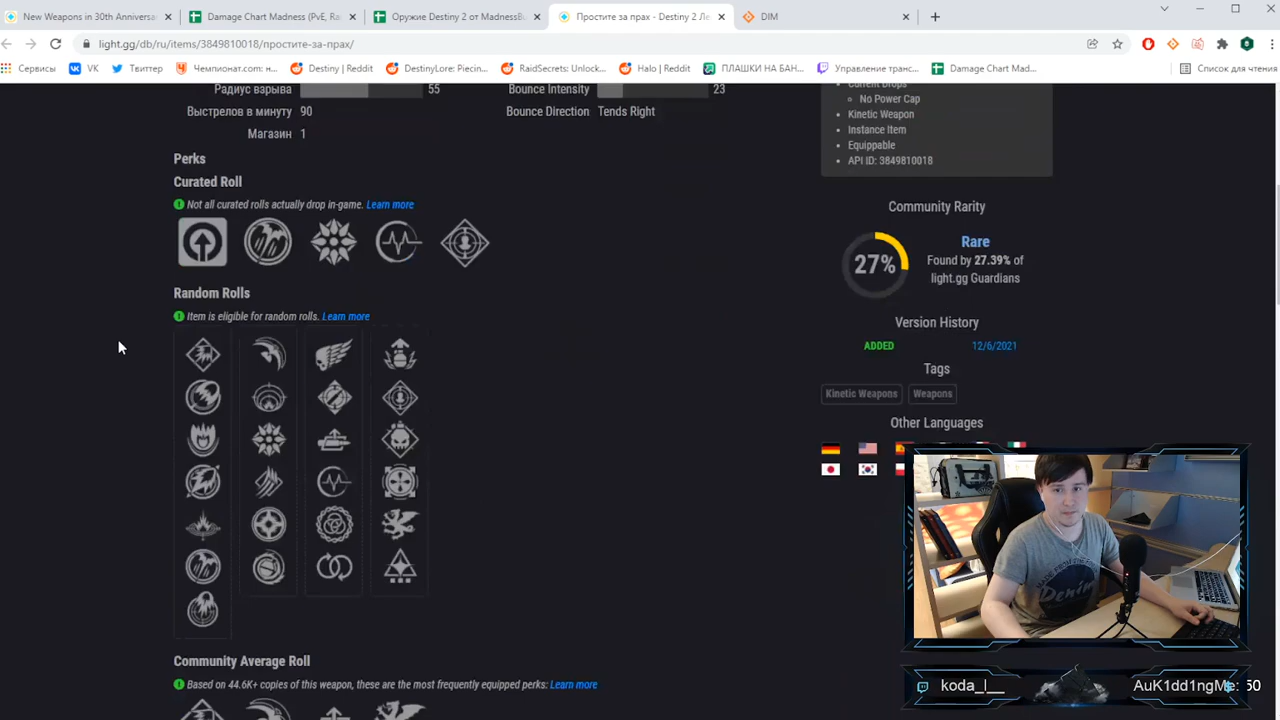 New Weapons in 30th Anniversa
Damage Chart Madness (PvE, Ra
Оружие Destiny 2 от MadnessBu
Простите за прах - Destiny 2 Ле
DIM
light.gg/db/ru/items/3849810018/простите-за-прах/
Сервисы
VK
Твиттер
Чемпионат.com: н...
Destiny | Reddit
DestinyLore: Piecin...
RaidSecrets: Unlock...
Halo | Reddit
ПЛАШКИ НА БАН...
Управление транс...
Damage Chart Mad...
Список для чтения
Радиус взрыва 55
Bounce Intensity 23
Выстрелов в минуту 90
Bounce Direction Tends Right
Магазин 1
Current Drops
No Power Cap
Kinetic Weapon
Instance Item
Equippable
API ID: 3849810018
Perks
Curated Roll
Not all curated rolls actually drop in-game. Learn more
Random Rolls
Item is eligible for random rolls. Learn more
Community Rarity
27%
Rare
Found by 27.39% of
light.gg Guardians
Version History
ADDED 12/6/2021
Tags
Kinetic Weapons
Weapons
Other Languages
Community Average Roll
Based on 44.6K+ copies of this weapon, these are the most frequently equipped perks: Learn more
koda_l__
AuK1dd1ngMe: 50
Denim